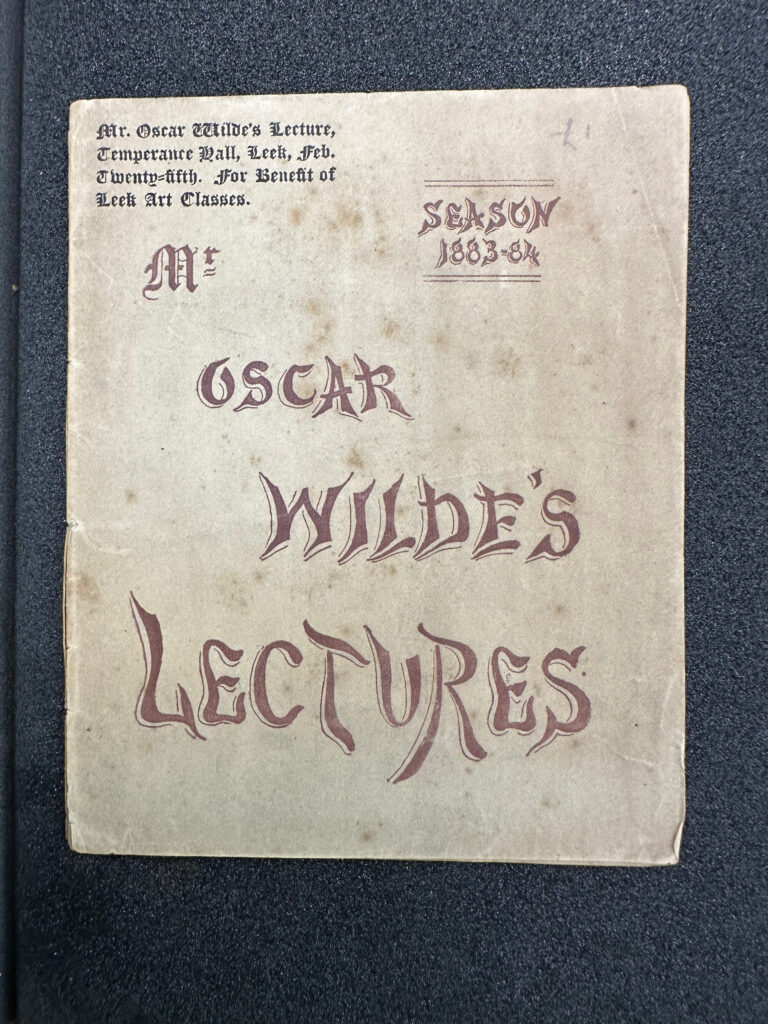 Mr. Oscar Wilde's Lecture,
Temperance Hall, Leek, Feb.
Twenty-fifth. For Benefit of
Leek Art Classes.
£1
SEASON
1883-84
Mr
OSCAR
WILDE'S
LECTURES